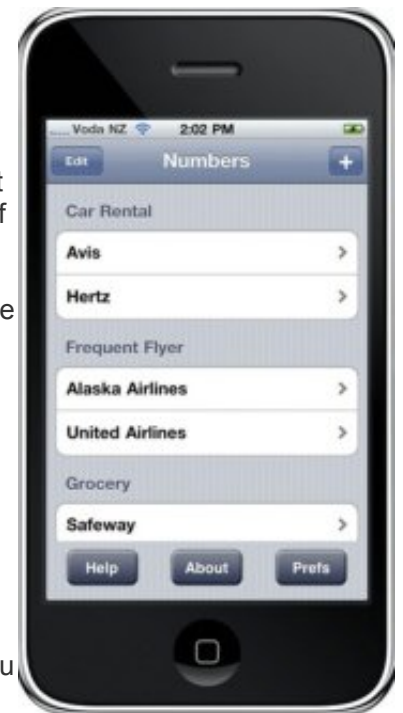 Voda NZ 2:02 PM
Edit Numbers +
t
Car Rental
f
Avis >
e
Hertz >
Frequent Flyer
Alaska Airlines >
United Airlines >
Grocery
Safeway >
Help About Prefs
u